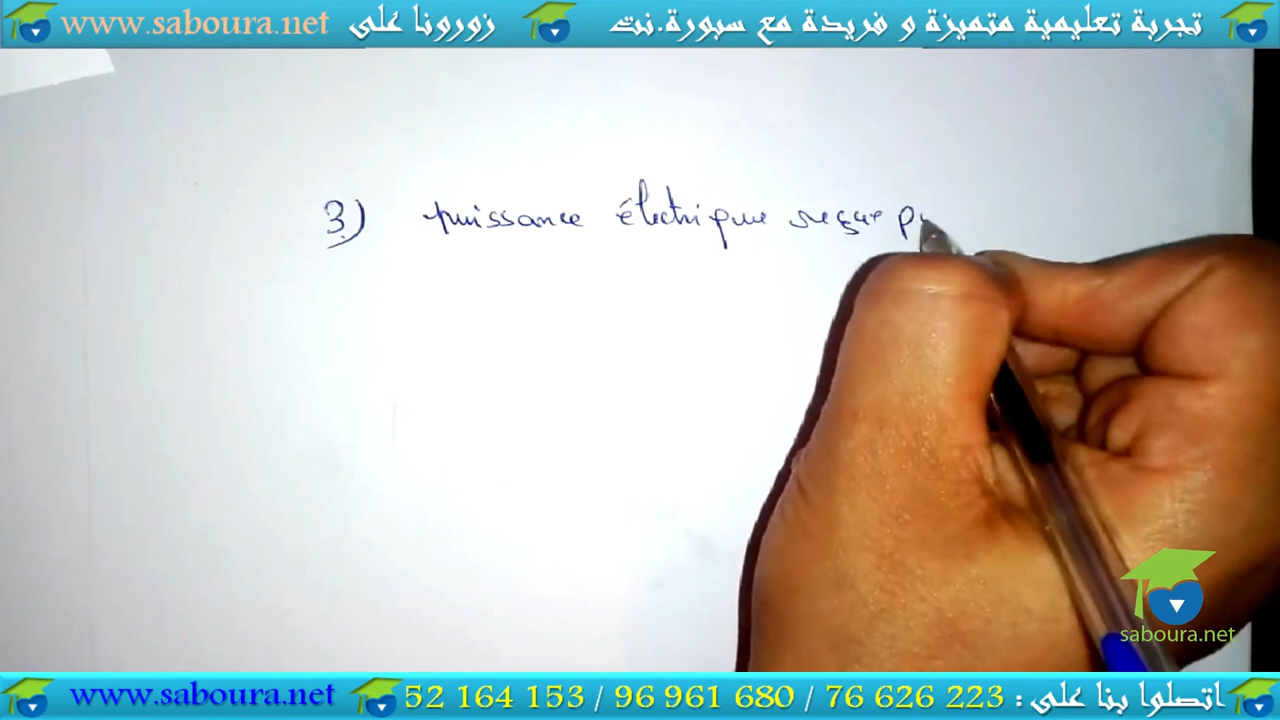 www.saboura.net زورونا على تجربة تعليمية متميزة و فريدة مع سبورة.نت
3) puissance électrique reçue p
saboura.net
www.saboura.net 52 164 153 / 96 961 680 / 76 626 223 : اتصلوا بنا على